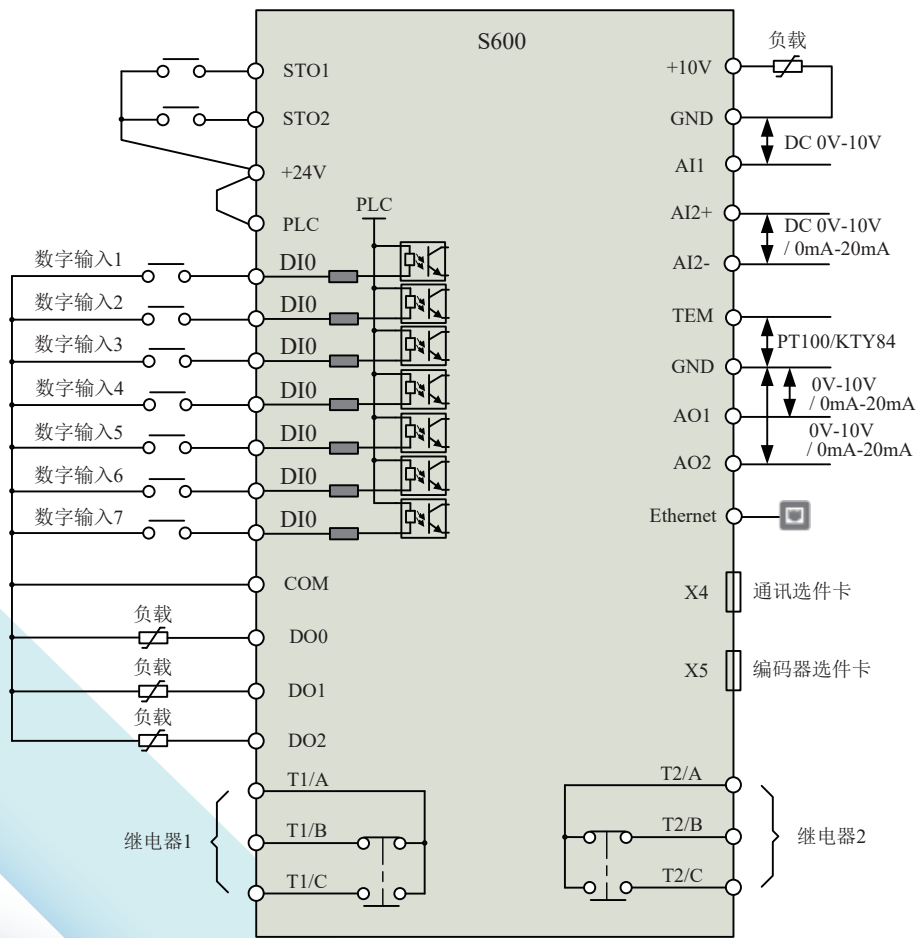 S600
STO1
STO2
+24V
PLC
PLC
数字输入1
DI0
数字输入2
DI0
数字输入3
DI0
数字输入4
DI0
数字输入5
DI0
数字输入6
DI0
数字输入7
DI0
COM
负载
DO0
负载
DO1
负载
DO2
T1/A
继电器1
T1/B
T1/C
+10V
负载
GND
DC 0V-10V
AI1
AI2+
DC 0V-10V
/ 0mA-20mA
AI2-
TEM
PT100/KTY84
GND
0V-10V
/ 0mA-20mA
AO1
0V-10V
/ 0mA-20mA
AO2
Ethernet
X4
通讯选件卡
X5
编码器选件卡
T2/A
T2/B
继电器2
T2/C